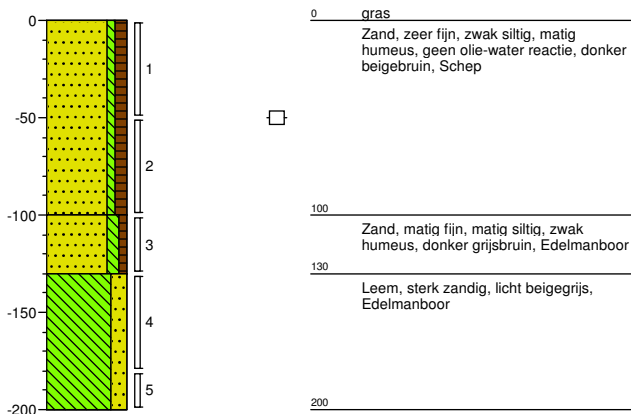 0
-50
-100
-150
-200
1
2
3
4
5
0
gras
Zand, zeer fijn, zwak siltig, matig
humeus, geen olie-water reactie, donker
beigebruin, Schep
100
Zand, matig fijn, matig siltig, zwak
humeus, donker grijsbruin, Edelmanboor
130
Leem, sterk zandig, licht beigegrijs,
Edelmanboor
200